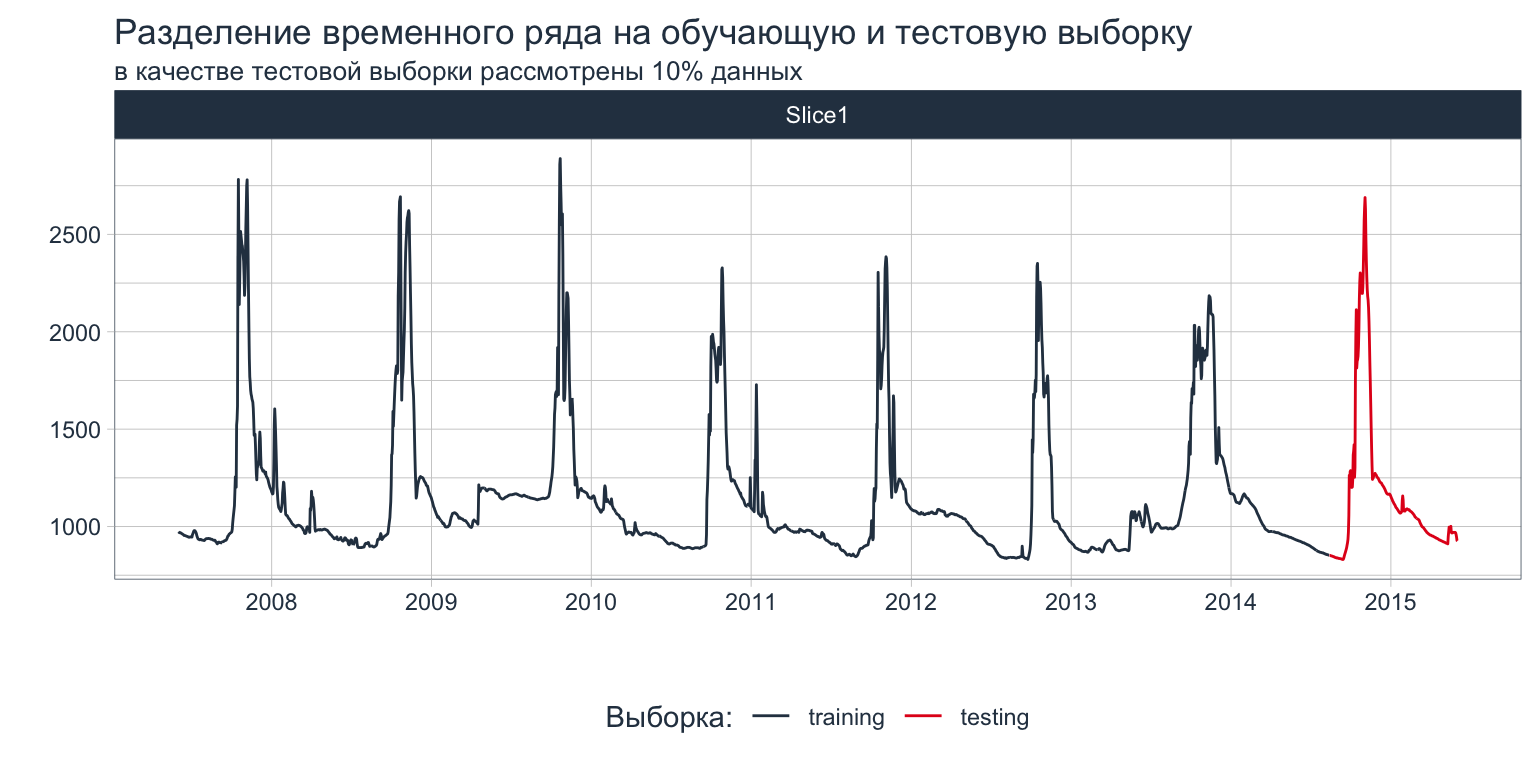 Разделение временного ряда на обучающую и тестовую выборку
в качестве тестовой выборки рассмотрены 10% данных
Slice1
2500
2000
1500
1000
2008 2009 2010 2011 2012 2013 2014 2015
Выборка: training testing